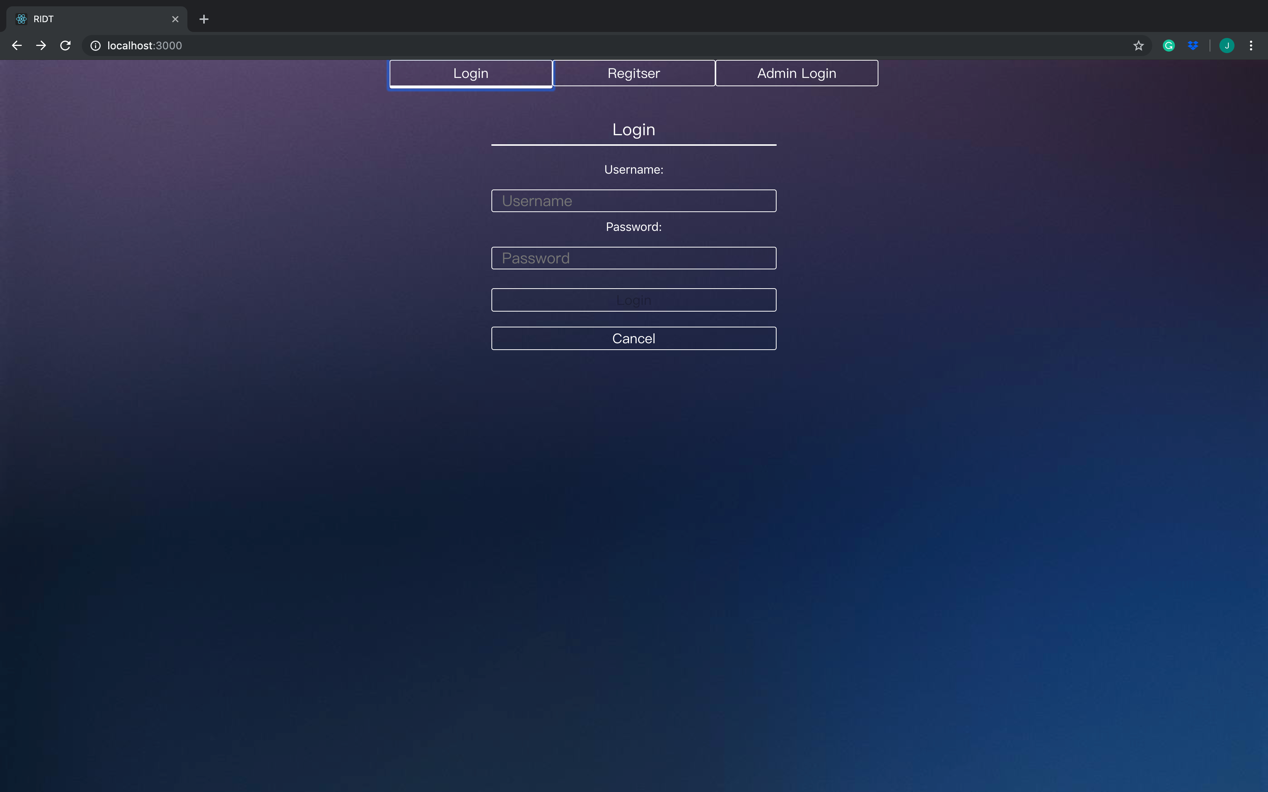 RIDT
localhost:3000
J
Login Regitser Admin Login
Login
Username:
Username
Password:
Password
Login
Cancel